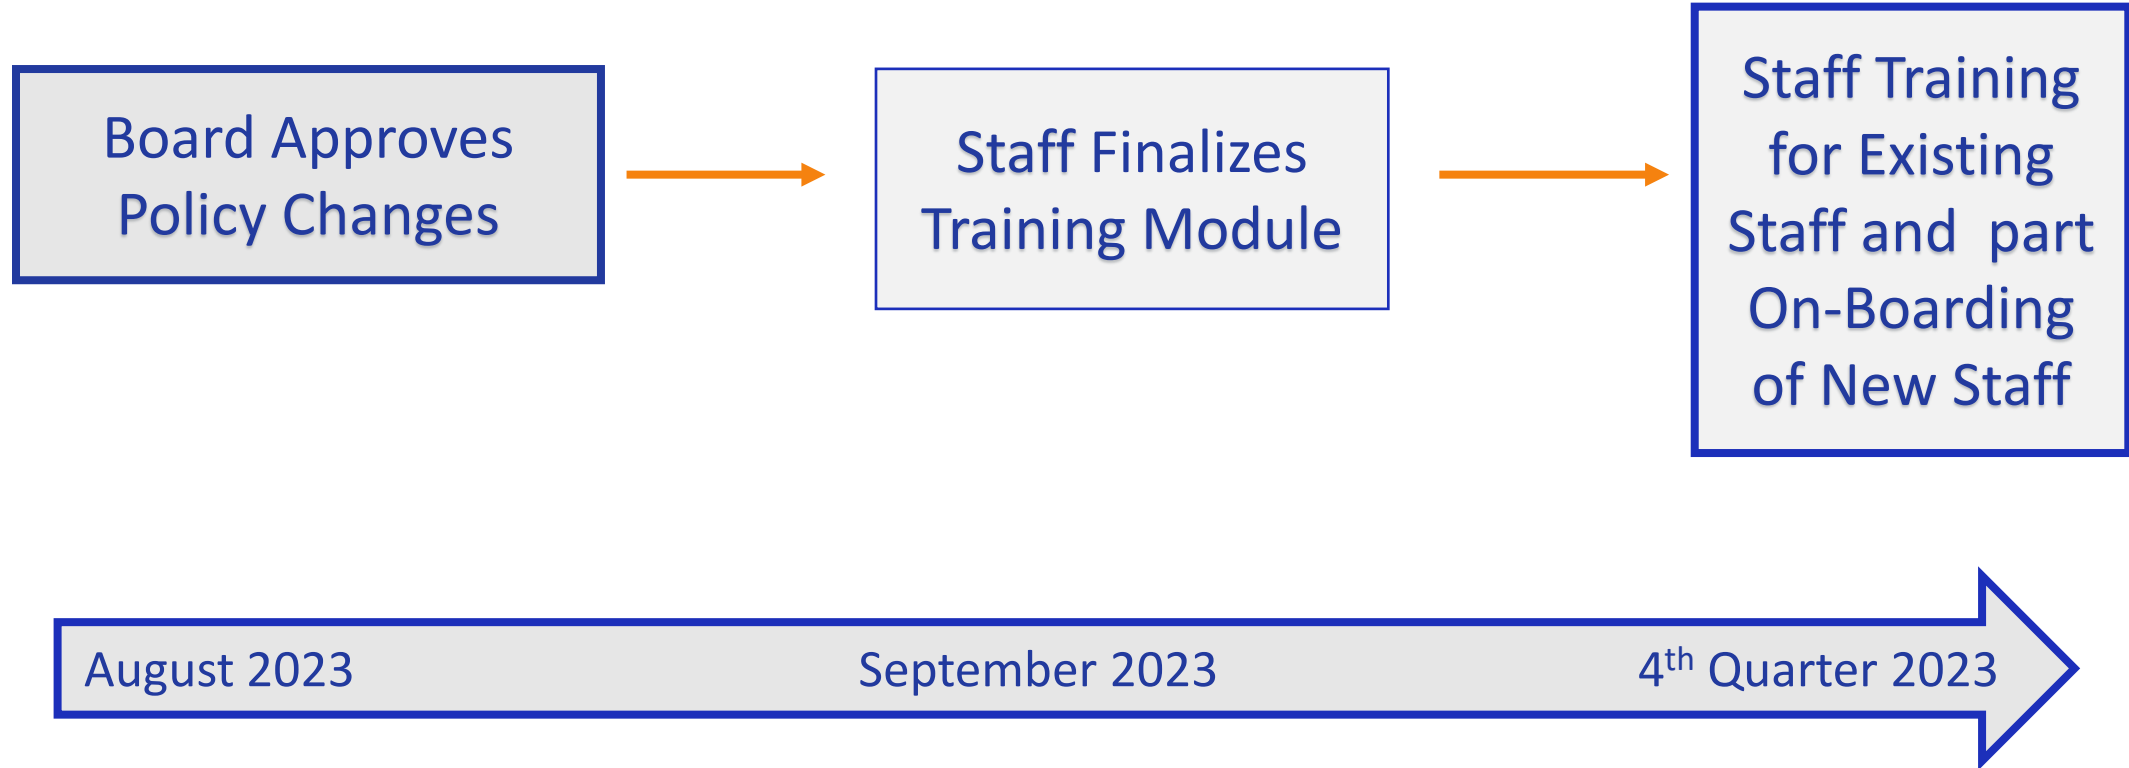 Board Approves
Policy Changes
Staff Finalizes
Training Module
Staff Training
for Existing
Staff and  part
On-Boarding
of New Staff
August 2023
September 2023
4th Quarter 2023